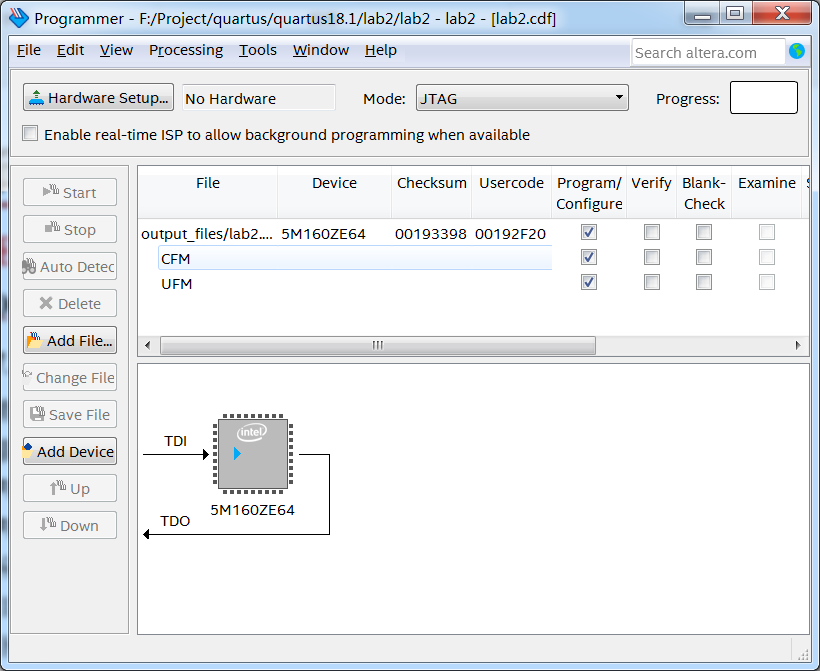 Programmer - F:/Project/quartus/quartus18.1/lab2/lab2 - lab2 - [lab2.cdf]
File Edit View Processing Tools Window Help Search altera.com
Hardware Setup... No Hardware Mode: JTAG Progress:
Enable real-time ISP to allow background programming when available
Start
Stop
Auto Detec
Delete
Add File...
Change File
Save File
Add Device
Up
Down
File Device Checksum Usercode Program/ Configure Verify Blank- Check Examine
output_files/lab2.... 5M160ZE64 00193398 00192F20
CFM
UFM
TDI
intel
5M160ZE64
TDO